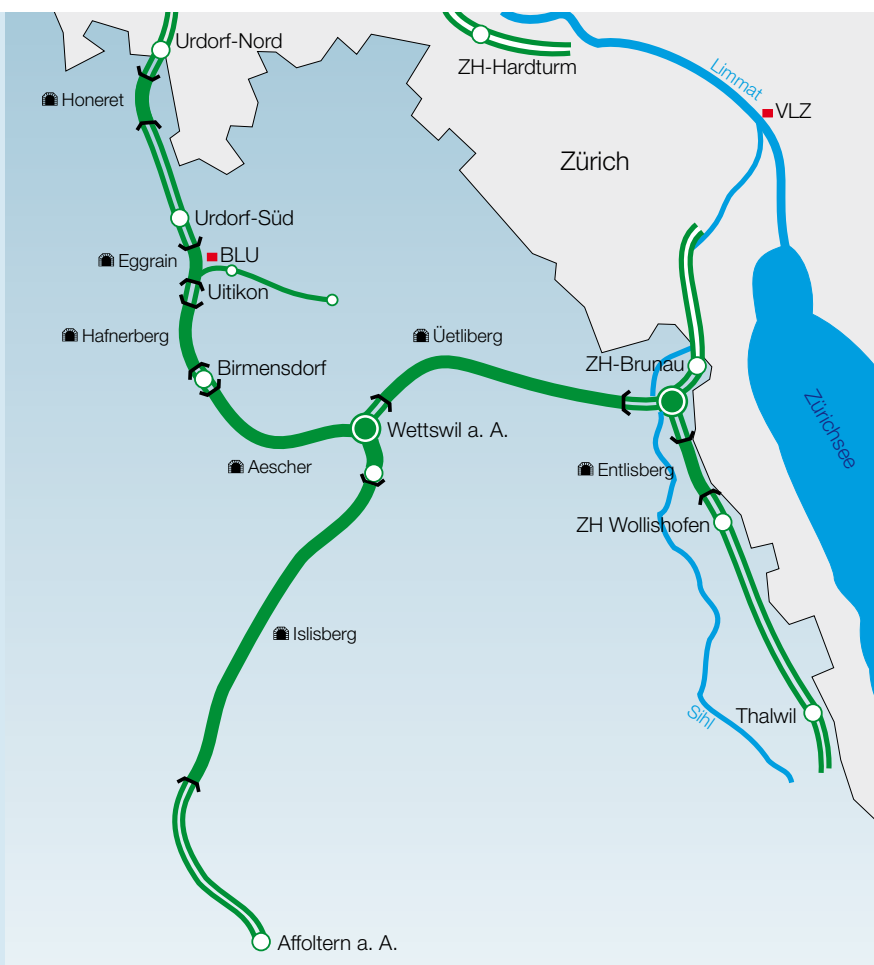 Urdorf-Nord
ZH-Hardturm
Limmat
Honeret
VLZ
Zürich
Urdorf-Süd
BLU
Eggrain
Uitikon
Hafnerberg
Üetliberg
Birmensdorf
ZH-Brunau
Zürichsee
Wettswil a. A.
Aescher
Entlisberg
ZH Wollishofen
Islisberg
Sihl
Thalwil
Affoltern a. A.